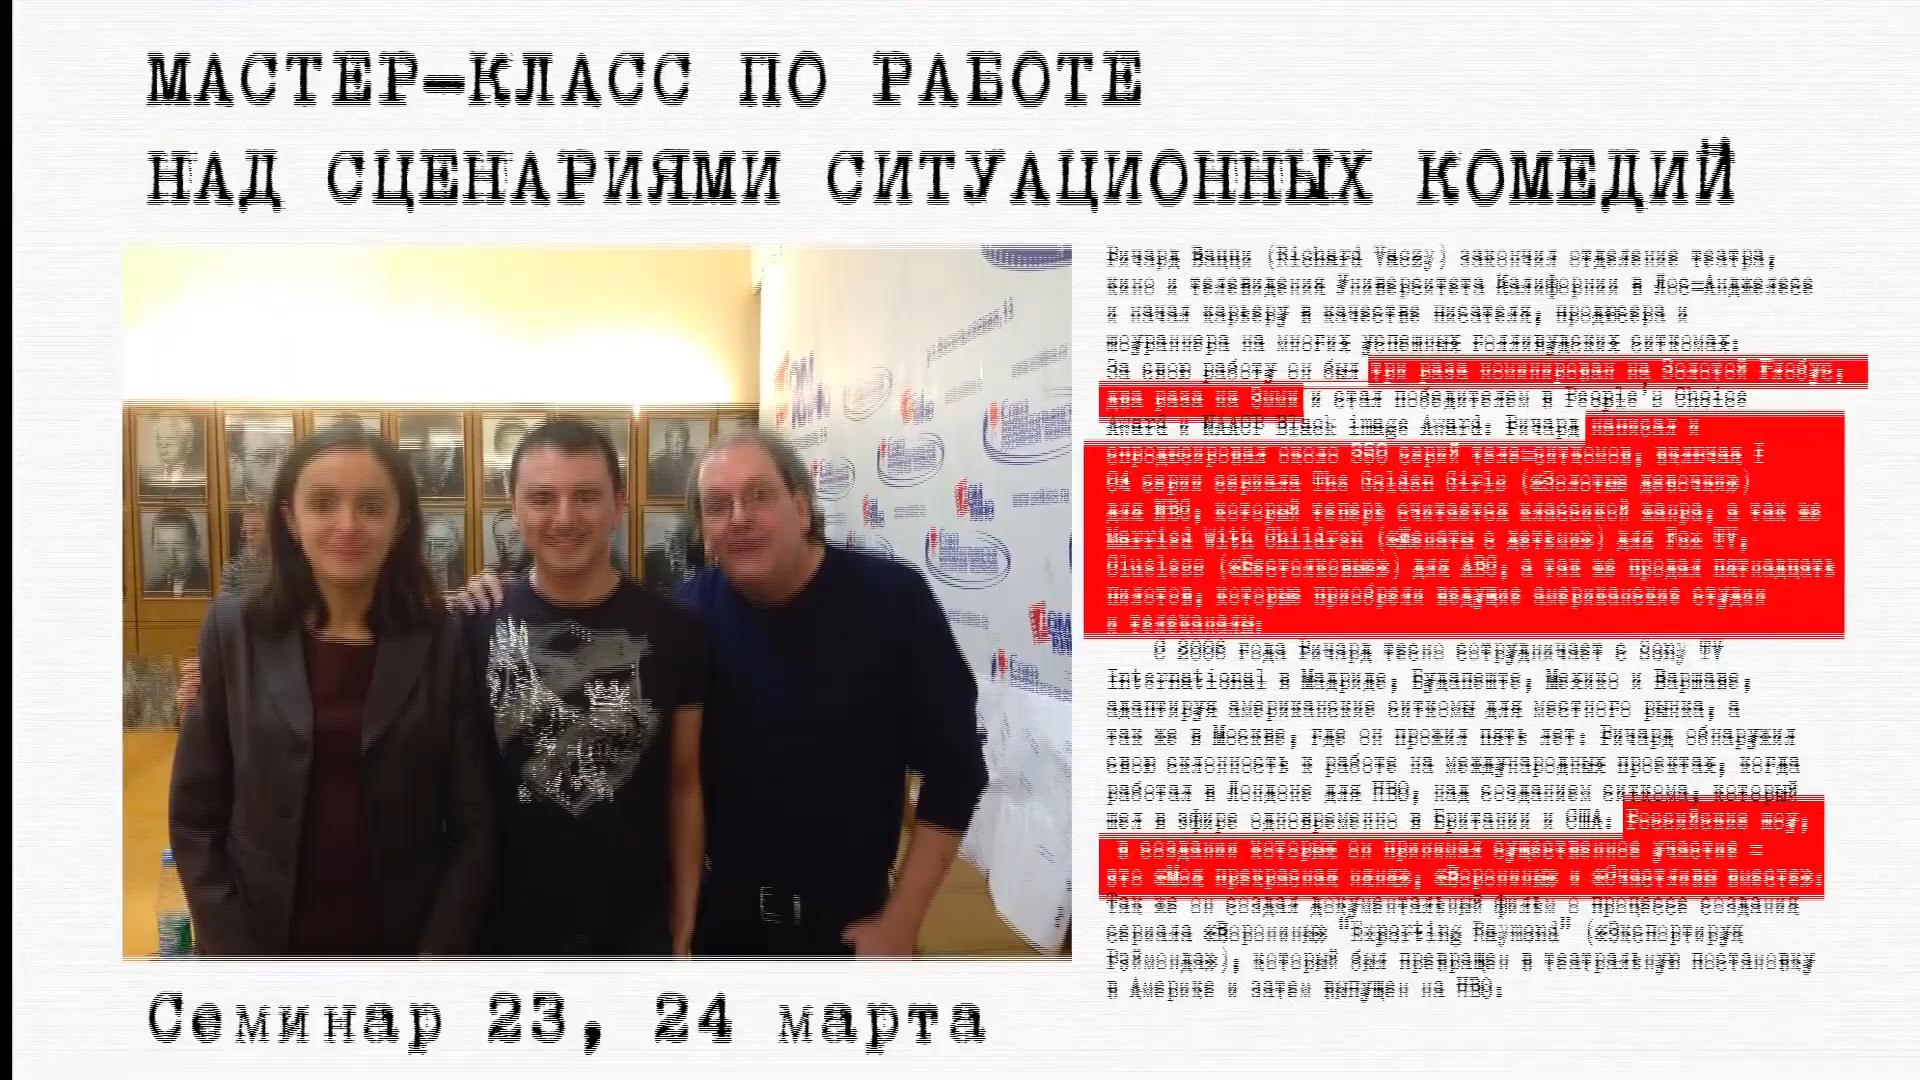 МАСТЕР-КЛАСС ПО РАБОТЕ
НАД СЦЕНАРИЯМИ СИТУАЦИОННЫХ КОМЕДИЙ
Ричард Вацци (Richard Vaczy) закончил отделение театра,
кино и телевидения Университета Калифорнии в Лос-Анджелесе
и начал карьеру в качестве писателя, продюсера и
шоураннера на многих успешных голливудских ситкомах.
За свою работу он был три раза номинирован на Золотой Глобус,
два раза на Эмми и стал победителем в People's Choice
Award и NAACP Black image Award. Ричард написал и
спродюсировал около 350 серий теле-ситкомов, включая I
04 серии сериала The Golden Girls («Золотые девочки»)
для NBC, который теперь считается классикой жанра, а так же
Married With Children («Женаты с детьми») для Fox TV,
Clueless («Бестолковые») для ABC, а так же продал пятнадцать
пилотов, которые приобрели ведущие американские студии
и телеканалы.
С 2006 года Ричард тесно сотрудничает с Sony TV
International в Мадриде, Будапеште, Мехико и Варшаве,
адаптируя американские ситкомы для местного рынка, а
так же в Москве, где он прожил пять лет. Ричард обнаружил
свою склонность к работе на международных проектах, когда
работал в Лондоне для HBO, над созданием ситкома, который
шел в эфире одновременно в Британии и США. Российские шоу,
в создании которых он принимал существенное участие -
это «Моя прекрасная няня», «Воронины» и «Счастливы вместе».
Так же он создал документальный фильм о процессе создания
сериала «Воронины» "Exporting Raymond" («Экспортируя
Рэймонда»), который был превращен в театральную постановку
в Америке и затем выпущен на HBO.
Семинар 23, 24 марта